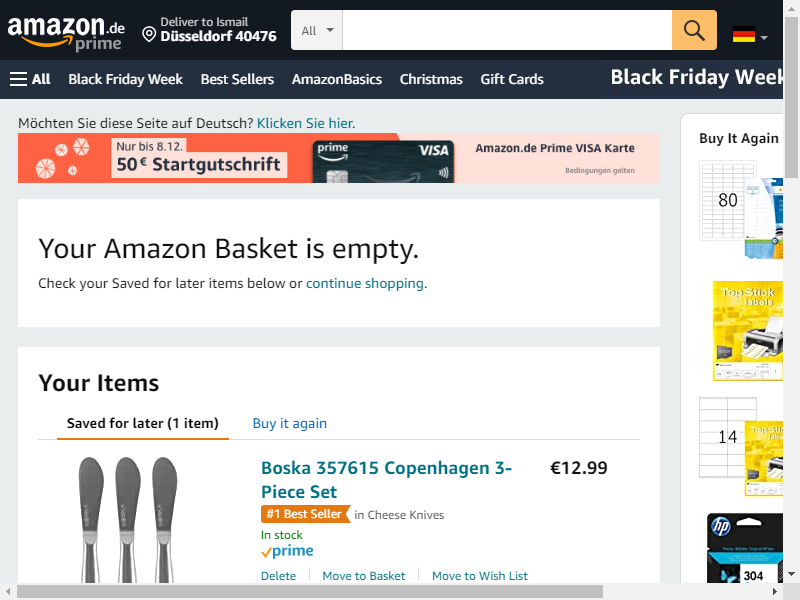 amazon.de
prime
Deliver to Ismail
Düsseldorf 40476
All
All
Black Friday Week
Best Sellers
AmazonBasics
Christmas
Gift Cards
Black Friday Week
Möchten Sie diese Seite auf Deutsch? Klicken Sie hier.
Nur bis 8.12.
50€ Startgutschrift
prime
VISA
Amazon.de Prime VISA Karte
Bedingungen gelten
Buy It Again
80
Your Amazon Basket is empty.
Check your Saved for later items below or continue shopping.
TopStick
labels
Your Items
Saved for later (1 item)
Buy it again
14
TopStick
labels
Boska 357615 Copenhagen 3-
Piece Set
€12.99
#1 Best Seller in Cheese Knives
In stock
prime
Delete
Move to Basket
Move to Wish List
hp
304